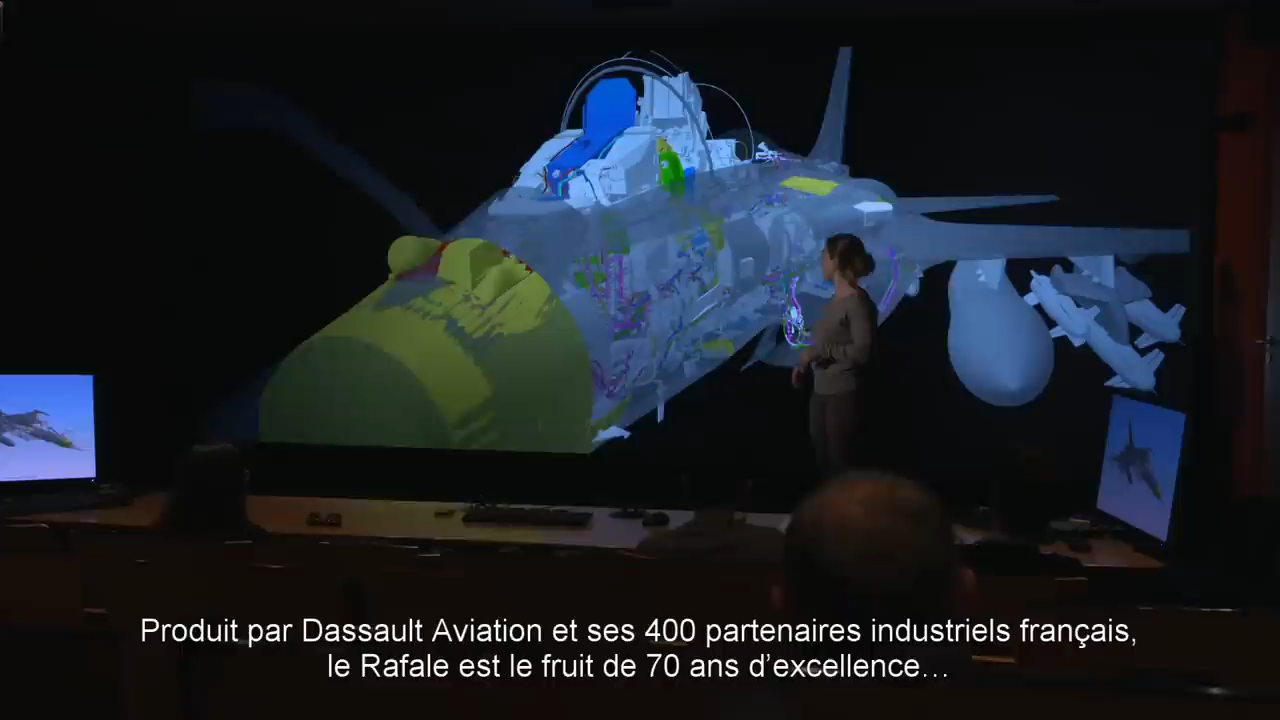 Produit par Dassault Aviation et ses 400 partenaires industriels français,
le Rafale est le fruit de 70 ans d’excellence…